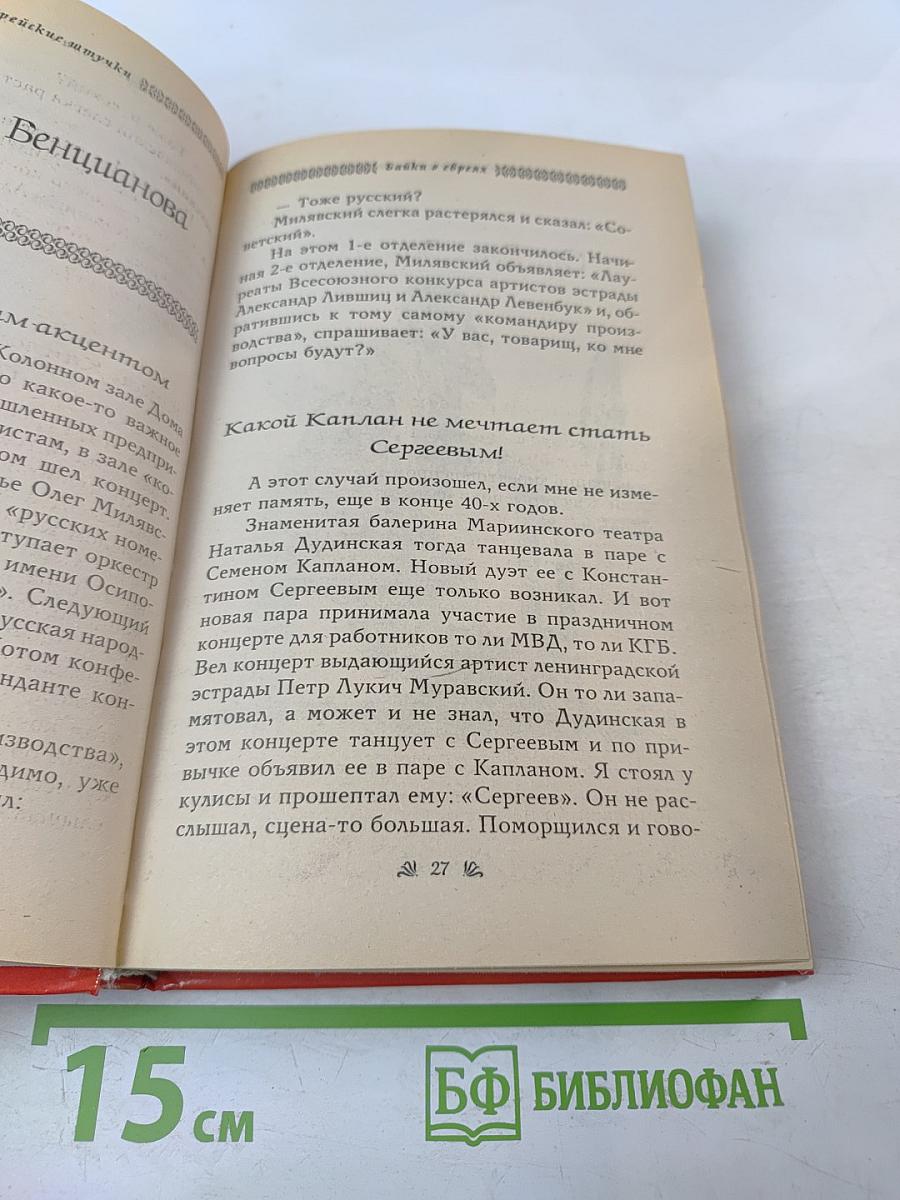 рейские штучки
Бенцианова
м акцентом
Колонном зале Дома
о какое-то важное
шленных предпри-
истам, в зале «ко-
ом шел концерт.
ье Олег Милявс-
«русских номе-
тупает оркестр
имени Осипо-
». Следующий
усская народ-
отом конфе-
нданте кон-
изводства»,
димо, уже
л:
Байки о евреях
— Тоже русский?
Милявский слегка растерялся и сказал: «Со-
ветский».
На этом 1-е отделение закончилось. Начи-
ная 2-е отделение, Милявский объявляет: «Лау-
реаты Всесоюзного конкурса артистов эстрады
Александр Лившиц и Александр Левенбук» и, об-
ратившись к тому самому «командиру произ-
водства», спрашивает: «У вас, товарищ, ко мне
вопросы будут?»
Какой Каплан не мечтает стать
Сергеевым!
А этот случай произошел, если мне не изме-
няет память, еще в конце 40-х годов.
Знаменитая балерина Мариинского театра
Наталья Дудинская тогда танцевала в паре с
Семеном Капланом. Новый дуэт ее с Констан-
тином Сергеевым еще только возникал. И вот
новая пара принимала участие в праздничном
концерте для работников то ли МВД, то ли КГБ.
Вел концерт выдающийся артист ленинградской
эстрады Петр Лукич Муравский. Он то ли запа-
мятовал, а может и не знал, что Дудинская в
этом концерте танцует с Сергеевым и по при-
вычке объявил ее в паре с Капланом. Я стоял у
кулисы и прошептал ему: «Сергеев». Он не рас-
слышал, сцена-то большая. Поморщился и гово-
27
15 см
БФ БИБЛИОФАН